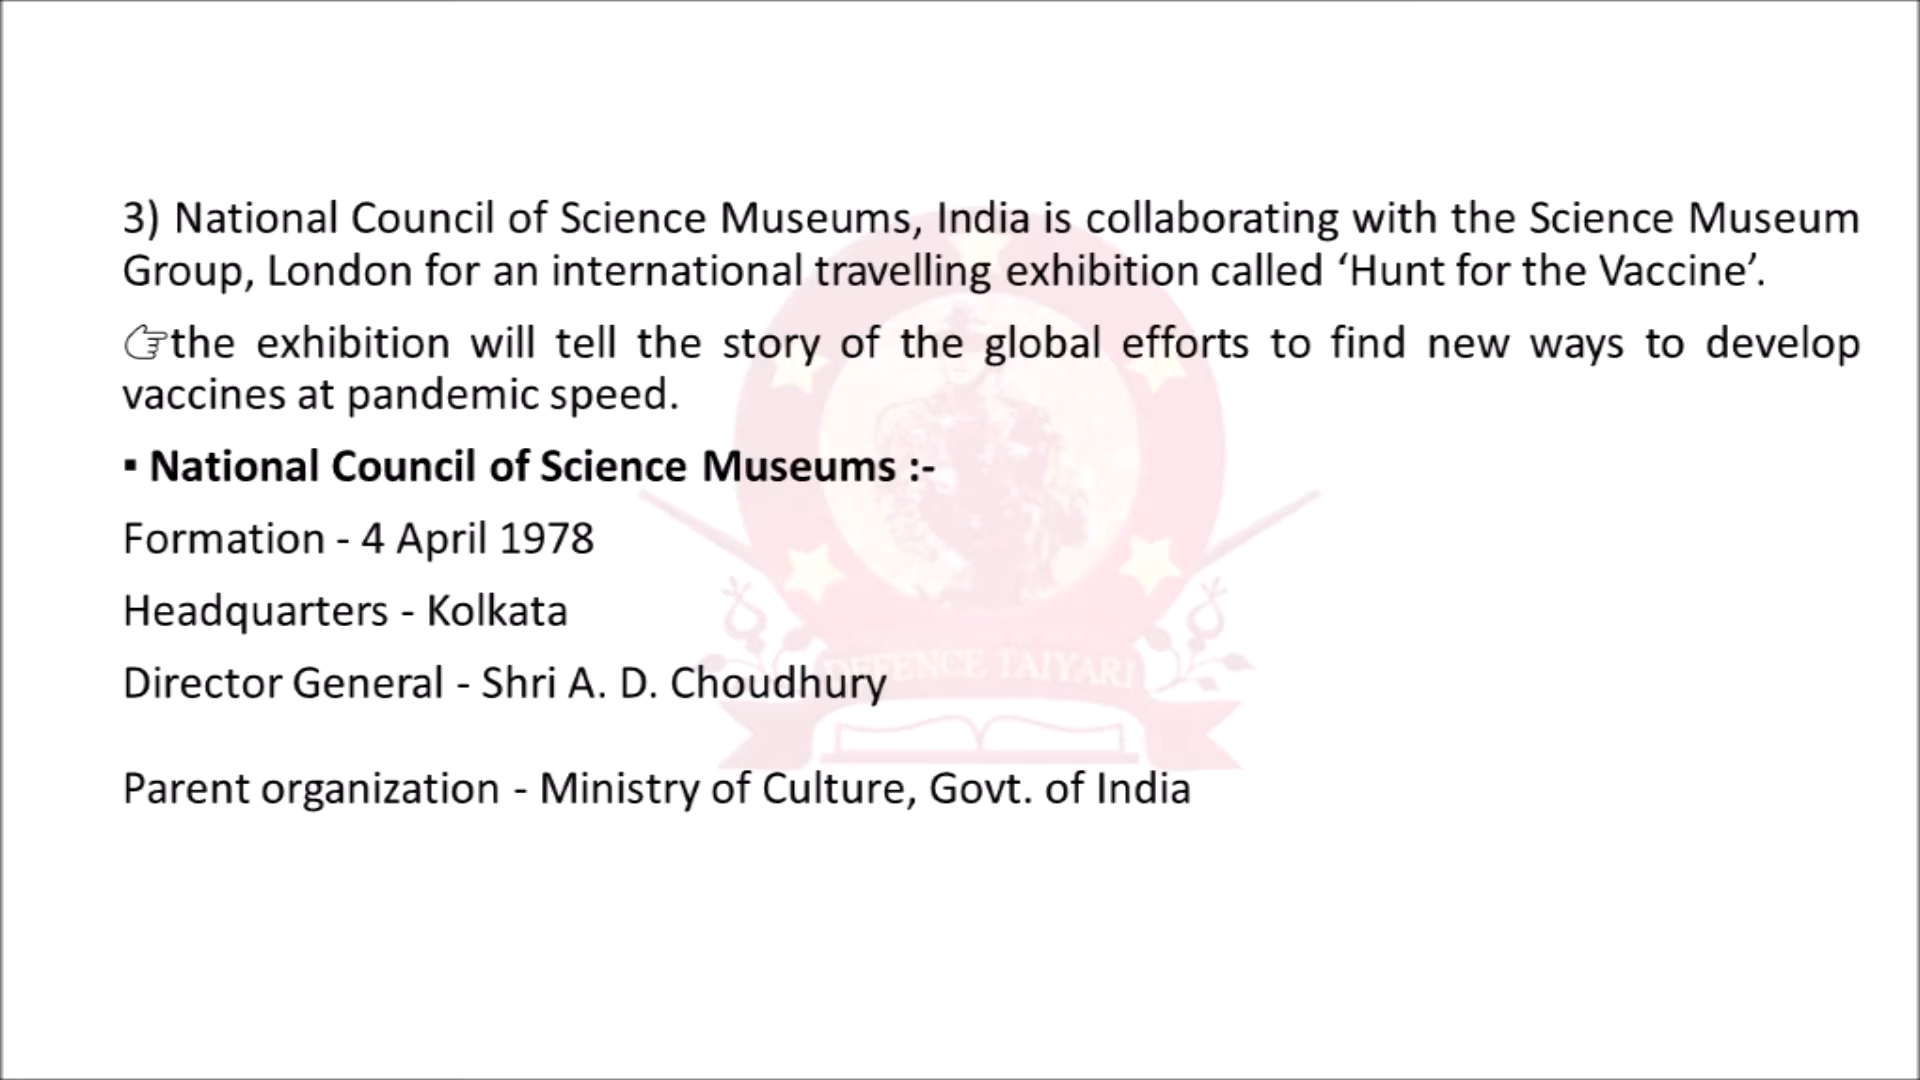 3) National Council of Science Museums, India is collaborating with the Science Museum
Group, London for an international travelling exhibition called ‘Hunt for the Vaccine’.
☞the exhibition will tell the story of the global efforts to find new ways to develop
vaccines at pandemic speed.
▪ National Council of Science Museums :-
Formation - 4 April 1978
Headquarters - Kolkata
DEFENCE TAIYARI
Director General - Shri A. D. Choudhury
Parent organization - Ministry of Culture, Govt. of India